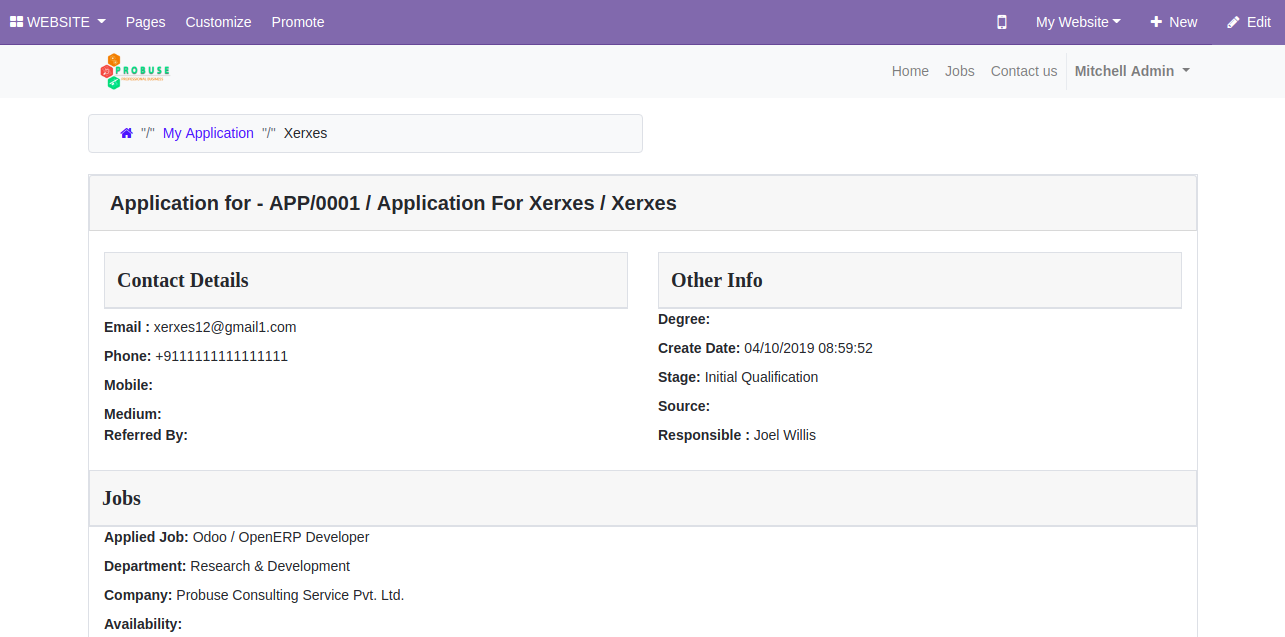 WEBSITE Pages Customize Promote My Website New Edit
PROBUSE
Home Jobs Contact us Mitchell Admin
"/" My Application "/" Xerxes
Application for - APP/0001 / Application For Xerxes / Xerxes
Contact Details
Email : xerxes12@gmail1.com
Phone: +9111111111111111
Mobile:
Medium:
Referred By:
Other Info
Degree:
Create Date: 04/10/2019 08:59:52
Stage: Initial Qualification
Source:
Responsible : Joel Willis
Jobs
Applied Job: Odoo / OpenERP Developer
Department: Research & Development
Company: Probuse Consulting Service Pvt. Ltd.
Availability: